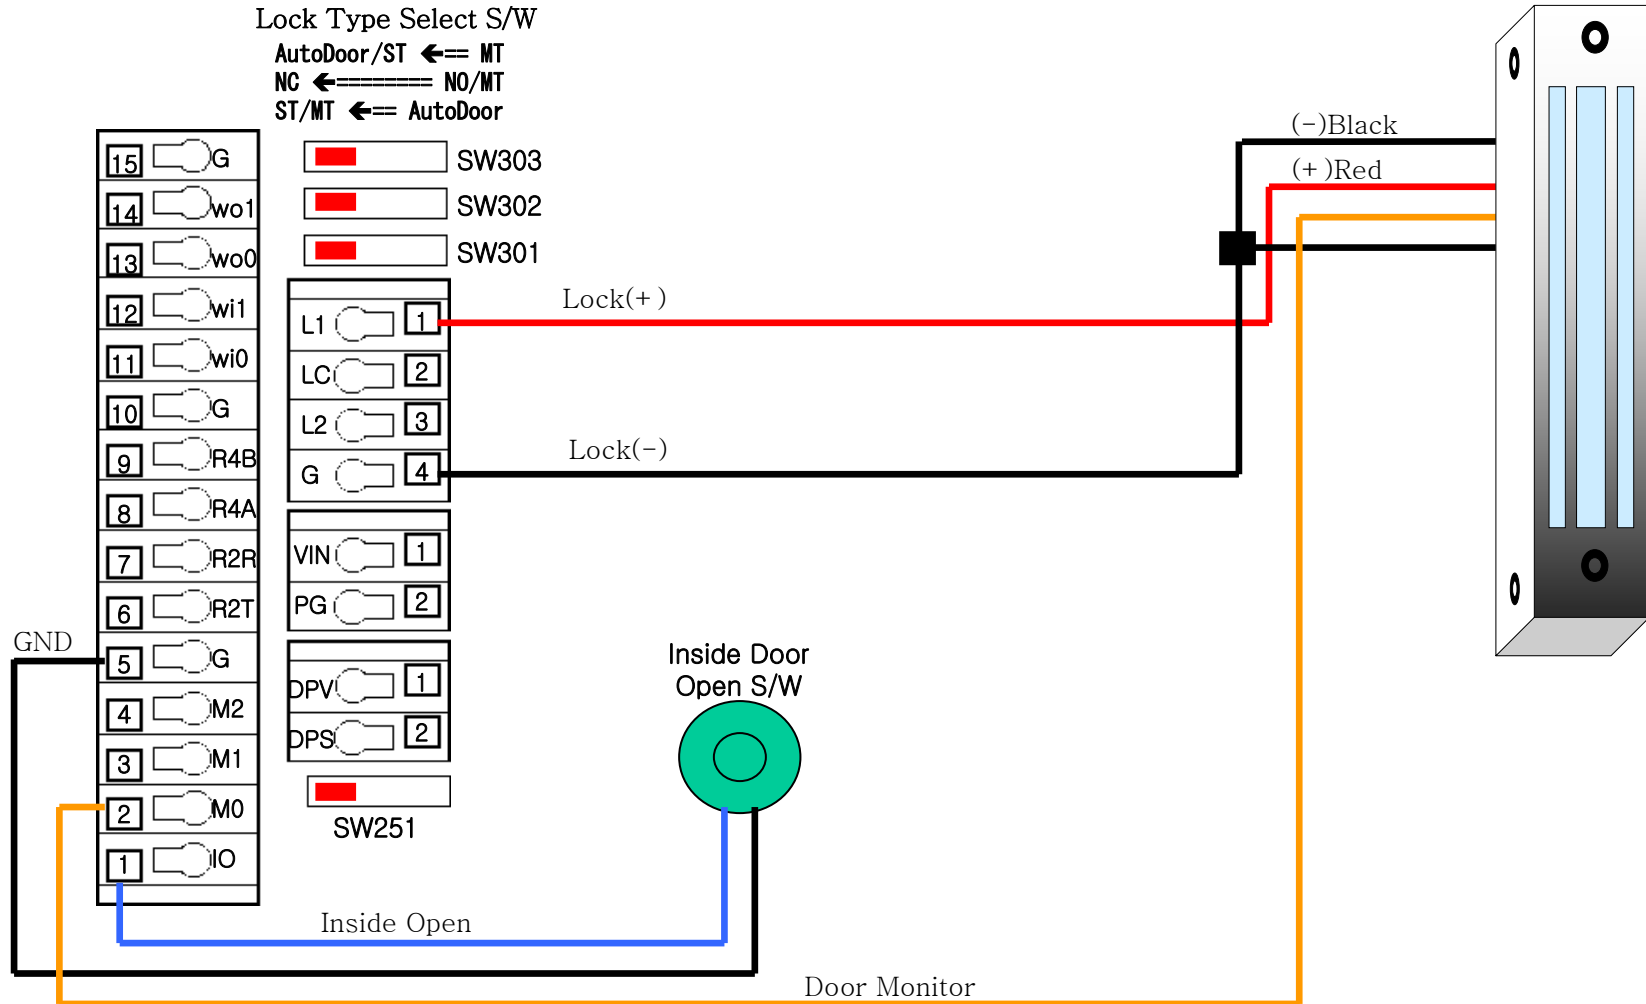 Lock Type Select S/W
AutoDoor/ST ←== MT
NC ←======== NO/MT
ST/MT ←== AutoDoor
15 G
14 wo1
13 wo0
12 wi1
11 wi0
10 G
9 R4B
8 R4A
7 R2R
6 R2T
5 G
4 M2
3 M1
2 M0
1 IO
SW303
SW302
SW301
L1 1
LC 2
L2 3
G 4
VIN 1
PG 2
DPV 1
DPS 2
SW251
(-)Black
(+)Red
Lock(+)
Lock(-)
GND
Inside Door
Open S/W
Inside Open
Door Monitor